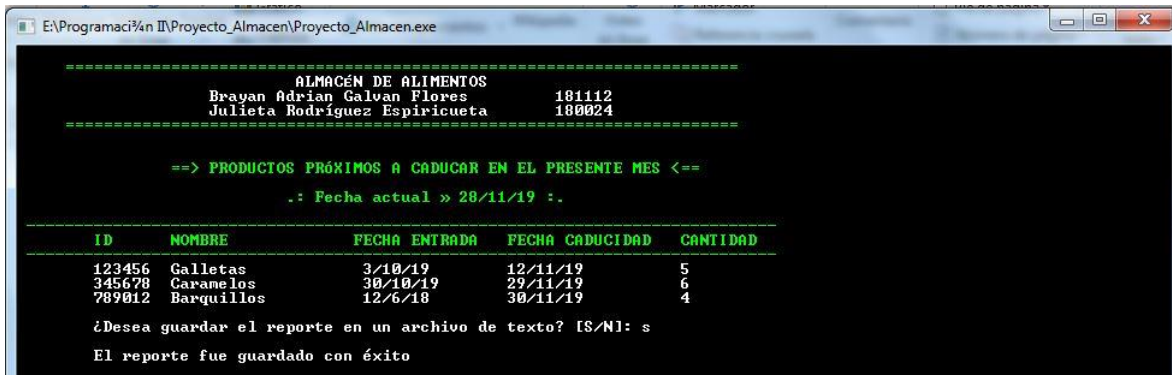 E:\Programaci¾n II\Proyecto_Almacen\Proyecto_Almacen.exe
======================================================================
ALMACéN DE ALIMENTOS
Brayan Adrian Galvan Flores 181112
Julieta Rodríguez Espiricueta 180024
======================================================================
==> PRODUCTOS PRóXIMOS A CADUCAR EN EL PRESENTE MES <==
.: Fecha actual » 28/11/19 :.
ID NOMBRE FECHA ENTRADA FECHA CADUCIDAD CANTIDAD
123456 Galletas 3/10/19 12/11/19 5
345678 Caramelos 30/10/19 29/11/19 6
789012 Barquillos 12/6/18 30/11/19 4
¿Desea guardar el reporte en un archivo de texto? [S/N]: s
El reporte fue guardado con éxito